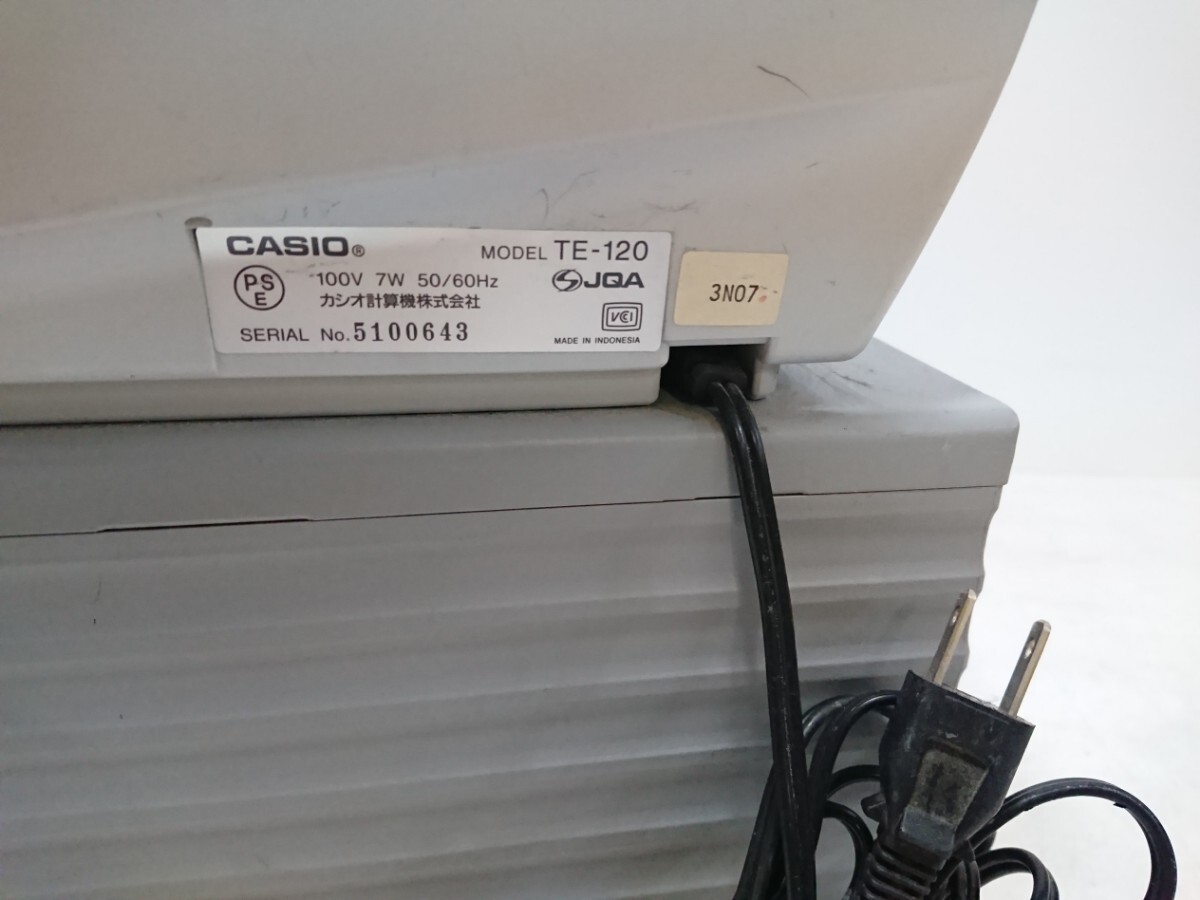 CASIO® MODEL TE-120
PS
E
100V 7W 50/60Hz
JQA
カシオ計算機株式会社
VCI
SERIAL No. 5100643
MADE IN INDONESIA
3N07